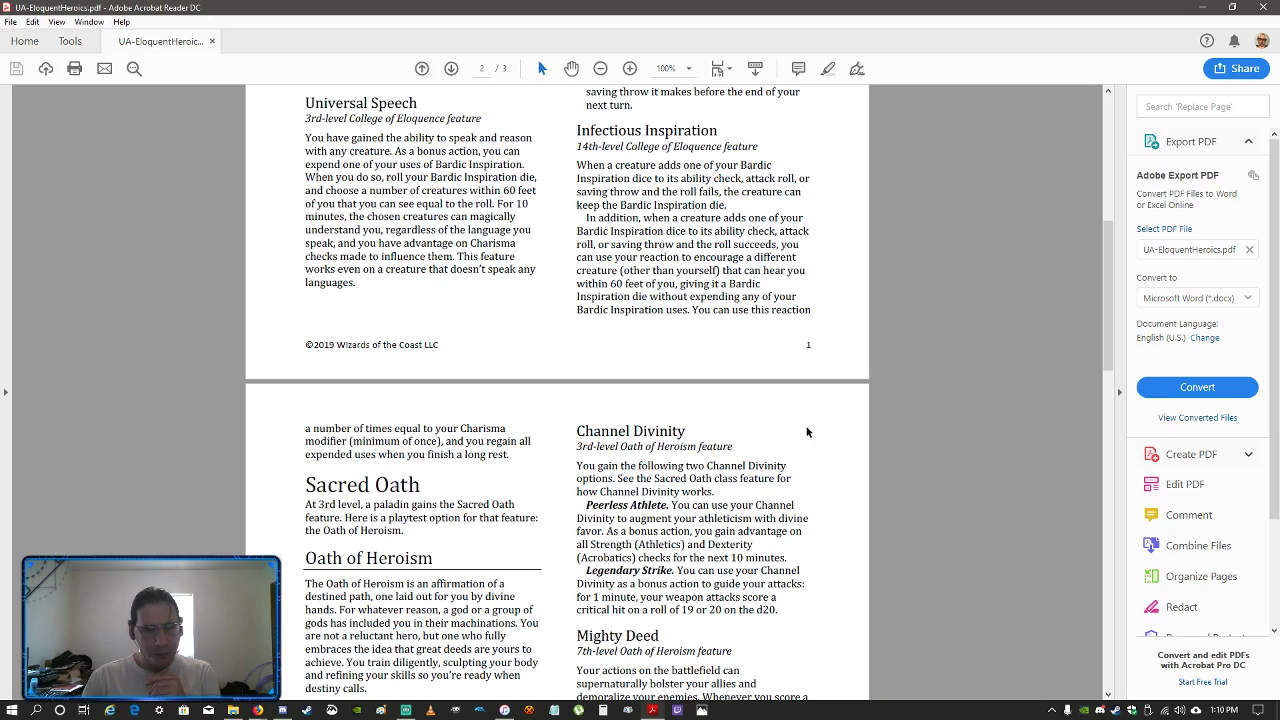 UA-EloquentHeroics.pdf - Adobe Acrobat Reader DC
File Edit View Window Help
Home Tools UA-EloquentHeroic... ×
2 / 3 100% Share
saving throw it makes before the end of your
next turn.
Universal Speech
3rd-level College of Eloquence feature
You have gained the ability to speak and reason
with any creature. As a bonus action, you can
expend one of your uses of Bardic Inspiration.
When you do so, roll your Bardic Inspiration die,
and choose a number of creatures within 60 feet
of you that you can see equal to the roll. For 10
minutes, the chosen creatures can magically
understand you, regardless of the language you
speak, and you have advantage on Charisma
checks made to influence them. This feature
works even on a creature that doesn't speak any
languages.
Infectious Inspiration
14th-level College of Eloquence feature
When a creature adds one of your Bardic
Inspiration dice to its ability check, attack roll, or
saving throw and the roll fails, the creature can
keep the Bardic Inspiration die.
In addition, when a creature adds one of your
Bardic Inspiration dice to its ability check, attack
roll, or saving throw and the roll succeeds, you
can use your reaction to encourage a different
creature (other than yourself) that can hear you
within 60 feet of you, giving it a Bardic
Inspiration die without expending any of your
Bardic Inspiration uses. You can use this reaction
©2019 Wizards of the Coast LLC 1
a number of times equal to your Charisma
modifier (minimum of once), and you regain all
expended uses when you finish a long rest.
Sacred Oath
At 3rd level, a paladin gains the Sacred Oath
feature. Here is a playtest option for that feature:
the Oath of Heroism.
Oath of Heroism
The Oath of Heroism is an affirmation of a
destined path, one laid out for you by divine
hands. For whatever reason, a god or a group of
gods has included you in their machinations. You
are not a reluctant hero, but one who fully
embraces the idea that great deeds are yours to
achieve. You train diligently, sculpting your body
and refining your skills so you're ready when
destiny calls.
Channel Divinity
3rd-level Oath of Heroism feature
You gain the following two Channel Divinity
options. See the Sacred Oath class feature for
how Channel Divinity works.
Peerless Athlete. You can use your Channel
Divinity to augment your athleticism with divine
favor. As a bonus action, you gain advantage on
all Strength (Athletics) and Dexterity
(Acrobatics) checks for the next 10 minutes.
Legendary Strike. You can use your Channel
Divinity as a bonus action to guide your attacks:
for 1 minute, your weapon attacks score a
critical hit on a roll of 19 or 20 on the d20.
Mighty Deed
7th-level Oath of Heroism feature
Your actions on the battlefield can
supernaturally bolster your allies and
demoralize your enemies. Whenever you score a
Search 'Replace Page'
Export PDF
Adobe Export PDF
Convert PDF Files to Word
or Excel Online
Select PDF File
UA-EloquentHeroics.pdf ×
Convert to
Microsoft Word (*.docx)
Document Language:
English (U.S.) Change
Convert
View Converted Files
Create PDF
Edit PDF
Comment
Combine Files
Organize Pages
Redact
Convert and edit PDFs
with Acrobat Pro DC
Start Free Trial
1:10 PM